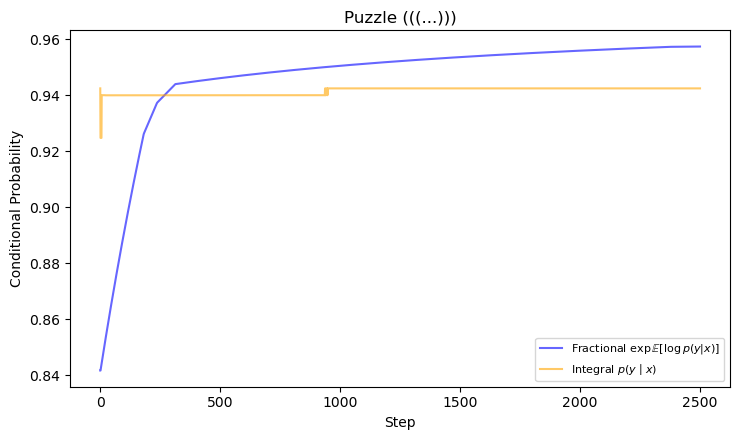 Puzzle (((...)))
Conditional Probability
0.96
0.94
0.92
0.90
0.88
0.86
0.84
0
500
1000
1500
2000
2500
Step
Fractional exp𝔼[log p(y|x)]
Integral p(y | x)